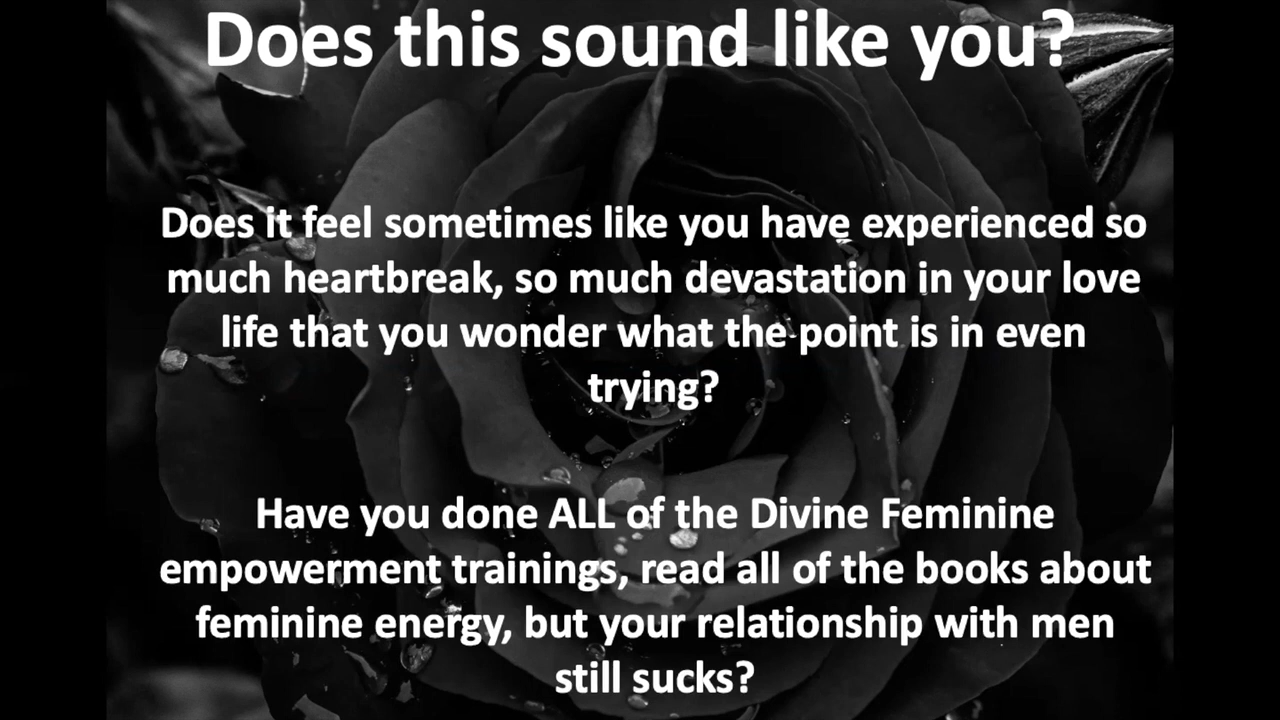 Does this sound like you?
Does it feel sometimes like you have experienced so
much heartbreak, so much devastation in your love
life that you wonder what the point is in even
trying?
Have you done ALL of the Divine Feminine
empowerment trainings, read all of the books about
feminine energy, but your relationship with men
still sucks?